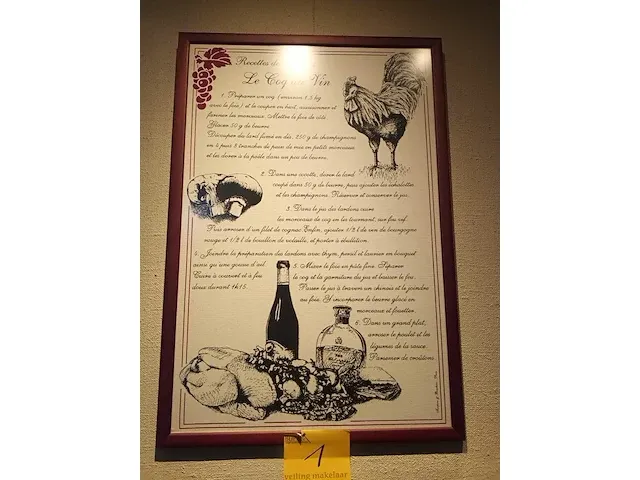 Recettes de
Le Coq au Vin
1. Préparer un coq (environ 1,5 kg
avec le foie) et le couper en huit, assaisonner et
fariner les morceaux. Mettre le foie de côté
Glacer 50 g de beurre.
Découper du lard fumé en dés, 250 g de champignons
en 4 puis 2 tranches de pain de mie en petits morceaux
et les dorer à la poêle dans un peu de beurre.
2. Dans une cocotte, dorer le lard
coupé dans 50 g de beurre, puis ajouter les échalottes
et les champignons. Réserver et conserver le jus.
3. Dans le jus des lardons cuire
les morceaux de coq en les tournant, sur feu vif.
Puis arroser d'un filet de cognac Enfin, ajouter 1/2 l de vin de bourgogne
rouge et 1/2 l de bouillon de volaille, et porter à ébullition.
4. Joindre la préparation des lardons avec thym, persil et laurier en bouquet
ainsi qu'une gousse d'ail.
Cuire à couvert et à feu
doux durant 1h15.
5. Mixer le foie en pâte fine. Séparer
le coq et la garniture du jus et laisser le feu.
Passer le jus à travers un chinois et le joindre
au foie. Y incorporer le beurre glacé en
morceaux et fouetter.
6. Dans un grand plat,
arroser le poulet et les
légumes de la sauce.
Parsemer de croûtons.
1
veiling makelaar